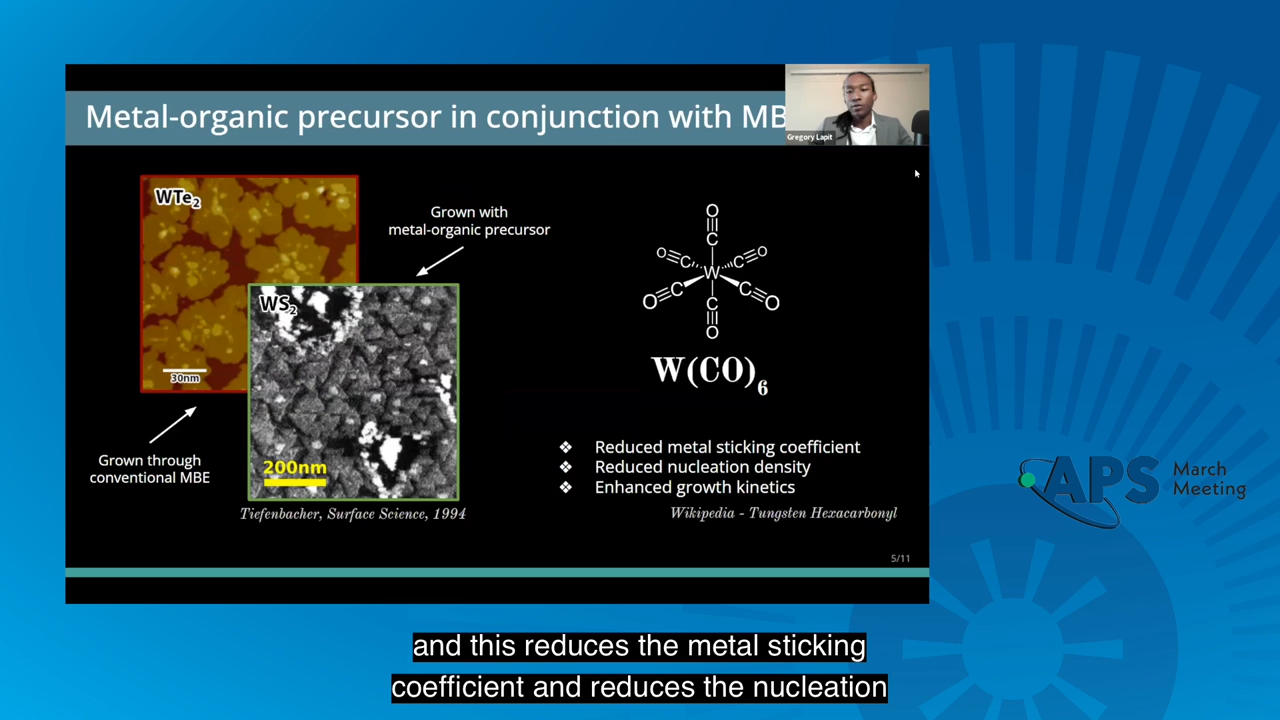 Metal-organic precursor in conjunction with MB
Gregory Lapit
WTe2
30nm
Grown with
metal-organic precursor
WS2
200nm
Grown through
conventional MBE
Tiefenbacher, Surface Science, 1994
O
C
O≡C
C≡O
W
O≡C
C≡O
C
O
W(CO)6
❖ Reduced metal sticking coefficient
❖ Reduced nucleation density
❖ Enhanced growth kinetics
Wikipedia - Tungsten Hexacarbonyl
5/11
APS March
Meeting
and this reduces the metal sticking
coefficient and reduces the nucleation